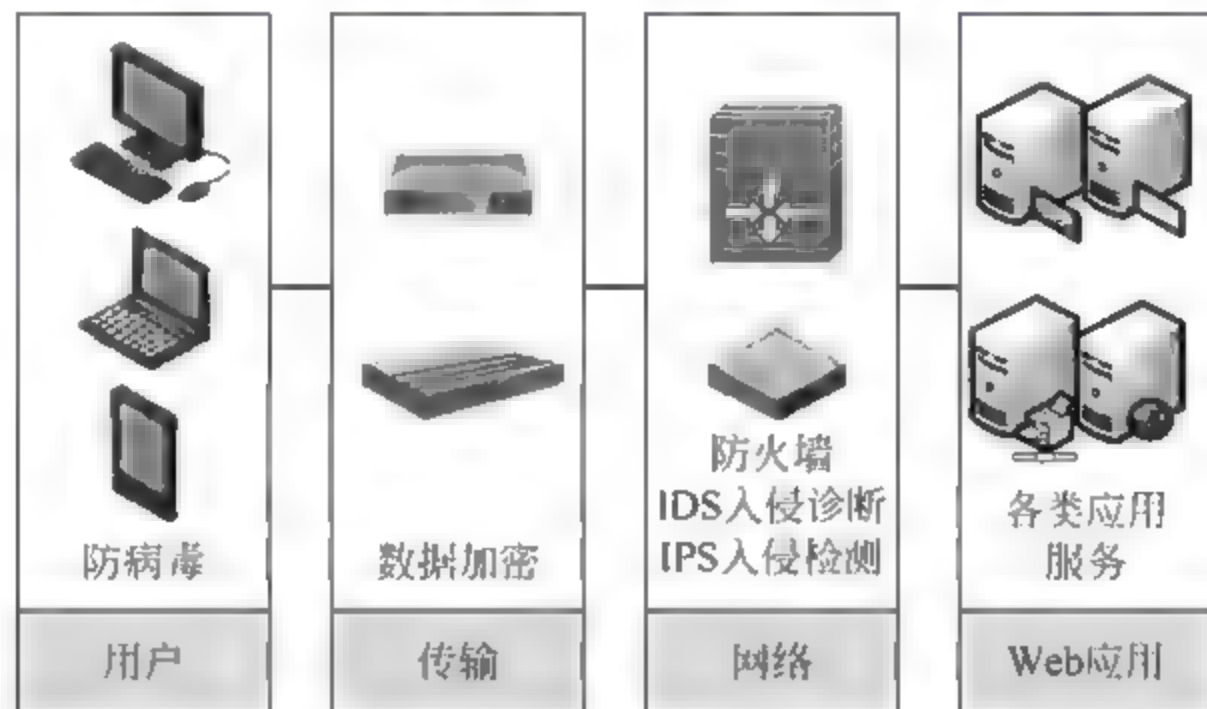 防病毒
用户
数据加密
传输
防火墙
IDS入侵诊断
IPS入侵检测
网络
各类应用
服务
Web应用